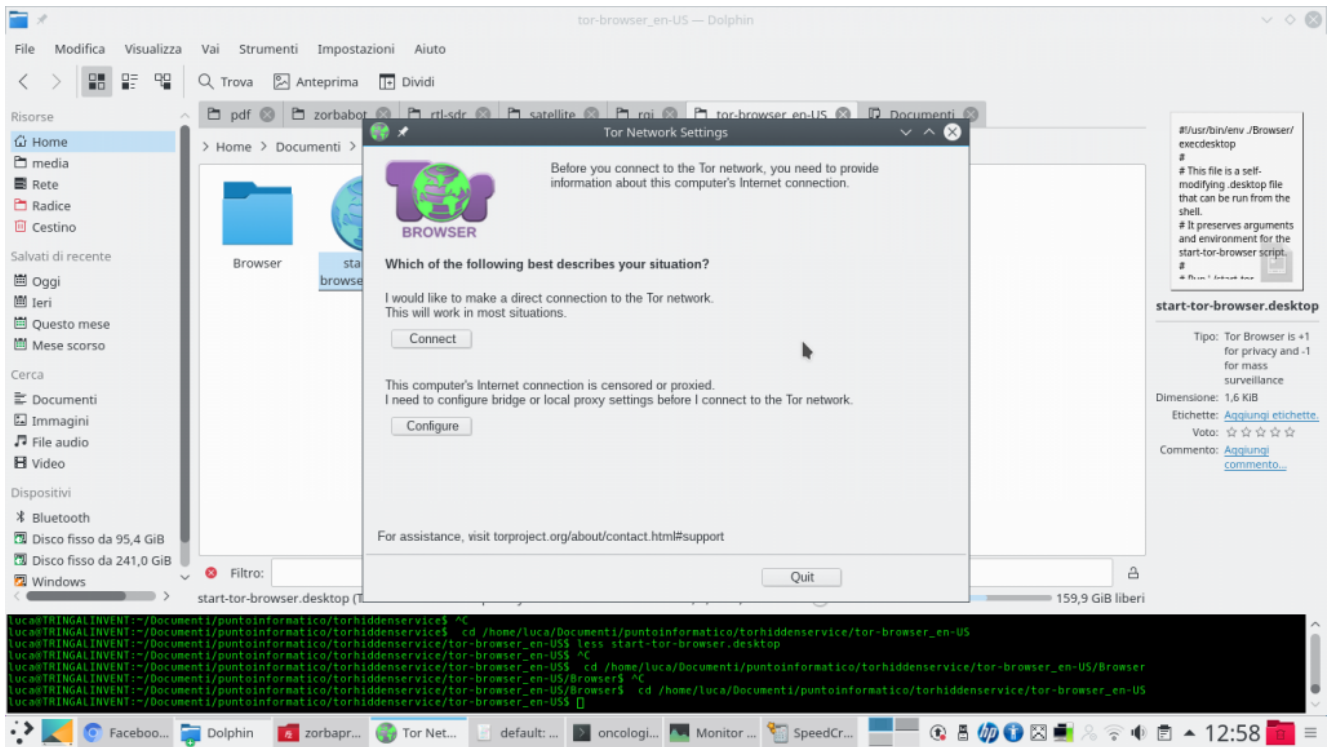 tor-browser_en-US — Dolphin
File Modifica Visualizza Vai Strumenti Impostazioni Aiuto
Trova Anteprima Dividi
pdf zorbabot rtl-sdr satellite rpi tor-browser_en-US Documenti
Risorse
Home
media
Rete
Radice
Cestino
Salvati di recente
Oggi
Ieri
Questo mese
Mese scorso
Cerca
Documenti
Immagini
File audio
Video
Dispositivi
Bluetooth
Disco fisso da 95,4 GiB
Disco fisso da 241,0 GiB
Windows
> Home > Documenti >
Browser
sta
browse
Tor Network Settings
Tor
BROWSER
Before you connect to the Tor network, you need to provide
information about this computer's Internet connection.
Which of the following best describes your situation?
I would like to make a direct connection to the Tor network.
This will work in most situations.
Connect
This computer's Internet connection is censored or proxied.
I need to configure bridge or local proxy settings before I connect to the Tor network.
Configure
For assistance, visit torproject.org/about/contact.html#support
Quit
Filtro:
start-tor-browser.desktop (T
159,9 GiB liberi
#!/usr/bin/env ./Browser/
execdesktop
#
# This file is a self-
modifying .desktop file
that can be run from the
shell.
# It preserves arguments
and environment for the
start-tor-browser script.
#
# Run './start-tor-
start-tor-browser.desktop
Tipo: Tor Browser is +1
for privacy and -1
for mass
surveillance
Dimensione: 1,6 KiB
Etichette: Aggiungi etichette.
Voto:
Commento: Aggiungi
commento...
luca@TRINGALINVENT:~/Documenti/puntoinformatico/torhiddenservice$ ^C
luca@TRINGALINVENT:~/Documenti/puntoinformatico/torhiddenservice$  cd /home/luca/Documenti/puntoinformatico/torhiddenservice/tor-browser_en-US
luca@TRINGALINVENT:~/Documenti/puntoinformatico/torhiddenservice/tor-browser_en-US$ less start-tor-browser.desktop
luca@TRINGALINVENT:~/Documenti/puntoinformatico/torhiddenservice/tor-browser_en-US$ ^C
luca@TRINGALINVENT:~/Documenti/puntoinformatico/torhiddenservice/tor-browser_en-US$  cd /home/luca/Documenti/puntoinformatico/torhiddenservice/tor-browser_en-US/Browser
luca@TRINGALINVENT:~/Documenti/puntoinformatico/torhiddenservice/tor-browser_en-US/Browser$ ^C
luca@TRINGALINVENT:~/Documenti/puntoinformatico/torhiddenservice/tor-browser_en-US/Browser$  cd /home/luca/Documenti/puntoinformatico/torhiddenservice/tor-browser_en-US
luca@TRINGALINVENT:~/Documenti/puntoinformatico/torhiddenservice/tor-browser_en-US$
Faceboo... Dolphin zorbapr... Tor Net... default: ... oncologi... Monitor ... SpeedCr... 12:58